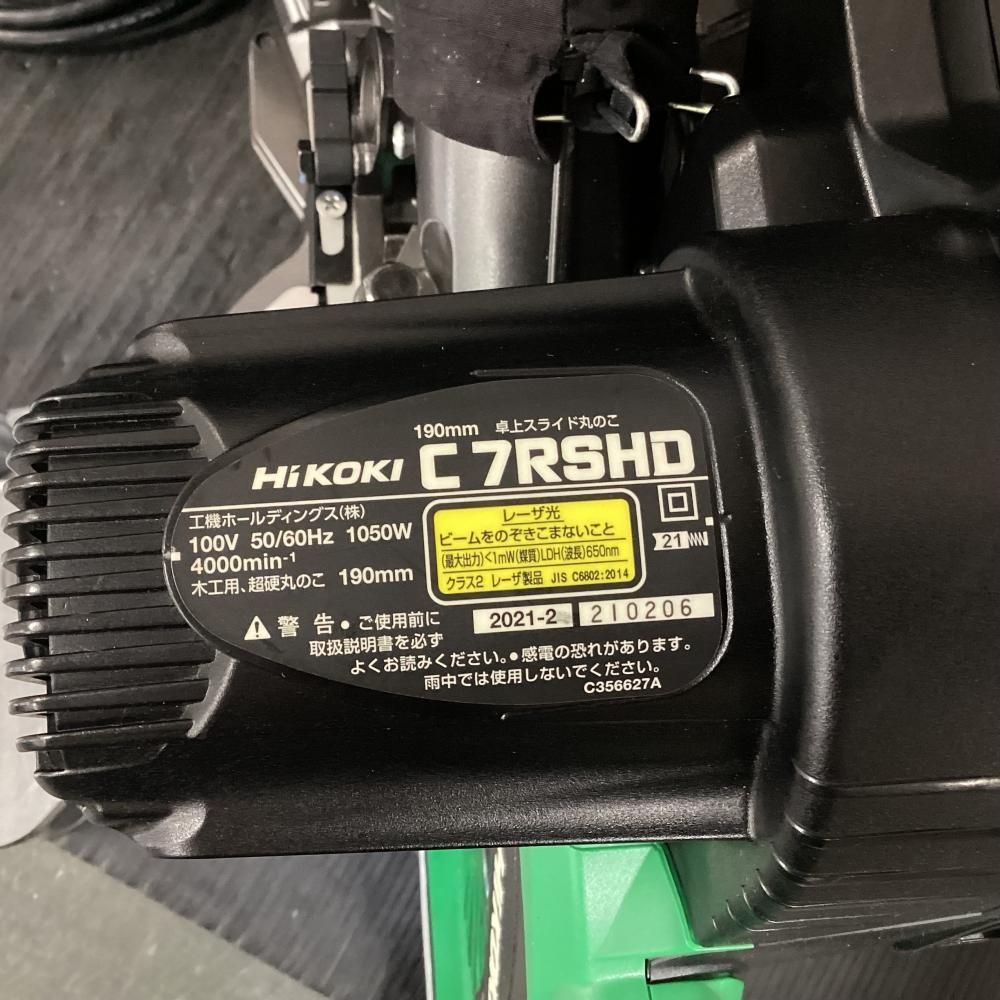 190mm 卓上スライド丸のこ
HiKOKI C 7RSHD
工機ホールディングス(株)
100V 50/60Hz 1050W
4000min-1
木工用、超硬丸のこ 190mm
レーザ光
ビームをのぞきこまないこと
(最大出力)<1mW(媒質)LDH(波長)650nm
クラス2 レーザ製品 JIS C6802:2014
21
2021-2 210206
警告 ● ご使用前に
取扱説明書を必ず
よくお読みください。● 感電の恐れがあります。
雨中では使用しないでください。
C356627A